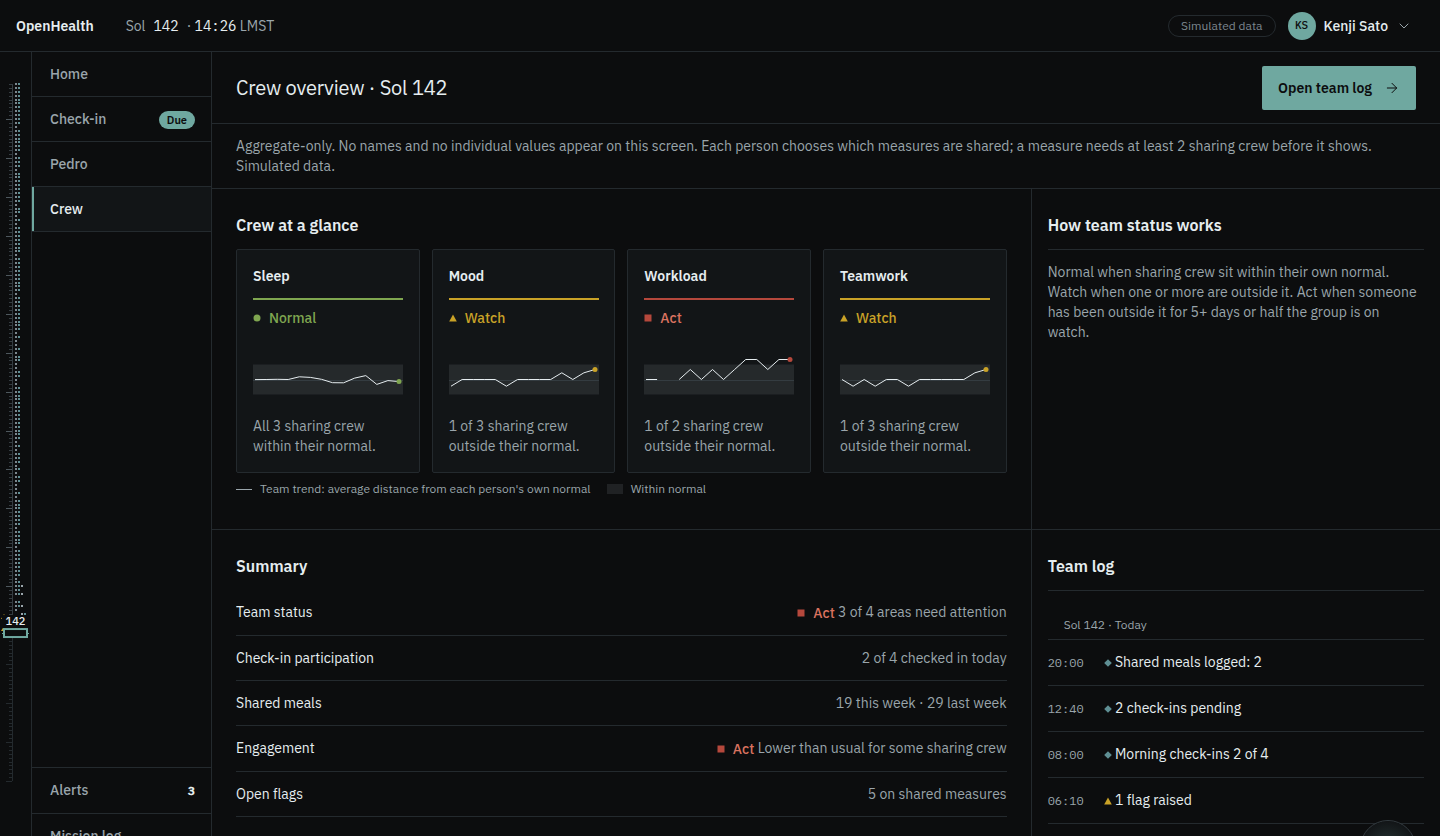 OpenHealth
Sol 142 · 14:26 LMST
Simulated data
KS
Kenji Sato
Home
Check-in
Due
Pedro
Crew
142
Alerts
3
Mission log
Crew overview · Sol 142
Open team log →
Aggregate-only. No names and no individual values appear on this screen. Each person chooses which measures are shared; a measure needs at least 2 sharing crew before it shows.
Simulated data.
Crew at a glance
Sleep
Normal
All 3 sharing crew
within their normal.
Mood
Watch
1 of 3 sharing crew
outside their normal.
Workload
Act
1 of 2 sharing crew
outside their normal.
Teamwork
Watch
1 of 3 sharing crew
outside their normal.
Team trend: average distance from each person's own normal
Within normal
How team status works
Normal when sharing crew sit within their own normal.
Watch when one or more are outside it. Act when someone
has been outside it for 5+ days or half the group is on
watch.
Summary
Team status
Act 3 of 4 areas need attention
Check-in participation
2 of 4 checked in today
Shared meals
19 this week · 29 last week
Engagement
Act Lower than usual for some sharing crew
Open flags
5 on shared measures
Team log
Sol 142 · Today
20:00 Shared meals logged: 2
12:40 2 check-ins pending
08:00 Morning check-ins 2 of 4
06:10 1 flag raised